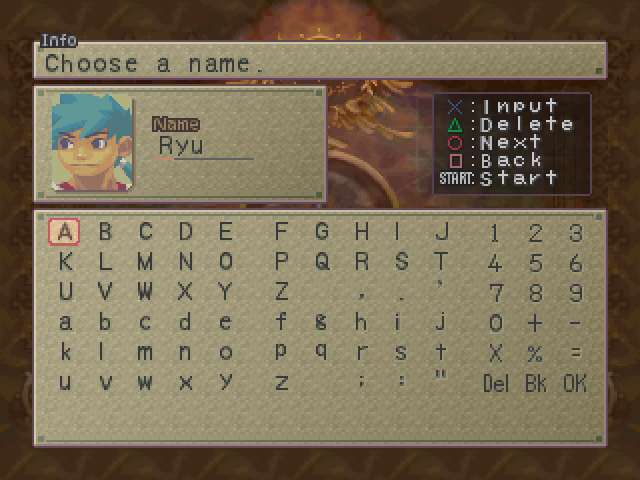 Info
Choose a name.
Name
Ryu
X:Input
△:Delete
○:Next
□:Back
START:Start
A B C D E F G H I J 1 2 3
K L M N O P Q R S T 4 5 6
U V W X Y Z , . ' 7 8 9
a b c d e f g h i j 0 + -
k l m n o p q r s t X % =
u v w x y z ; : " Del Bk OK